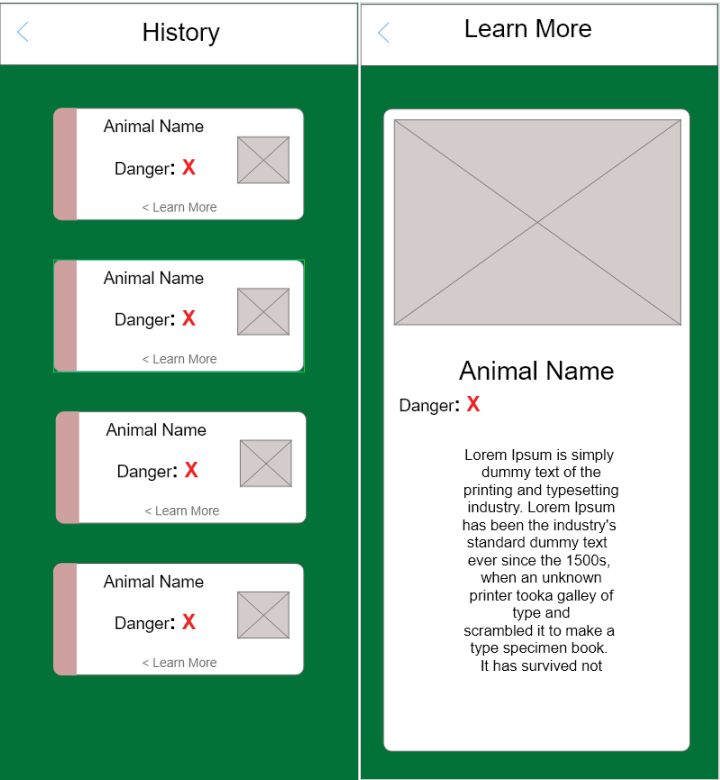 History
Animal Name
Danger: X
< Learn More
Animal Name
Danger: X
< Learn More
Animal Name
Danger: X
< Learn More
Animal Name
Danger: X
< Learn More
Learn More
Animal Name
Danger: X
Lorem Ipsum is simply
dummy text of the
printing and typesetting
industry. Lorem Ipsum
has been the industry's
standard dummy text
ever since the 1500s,
when an unknown
printer tooka galley of
type and
scrambled it to make a
type specimen book.
It has survived not